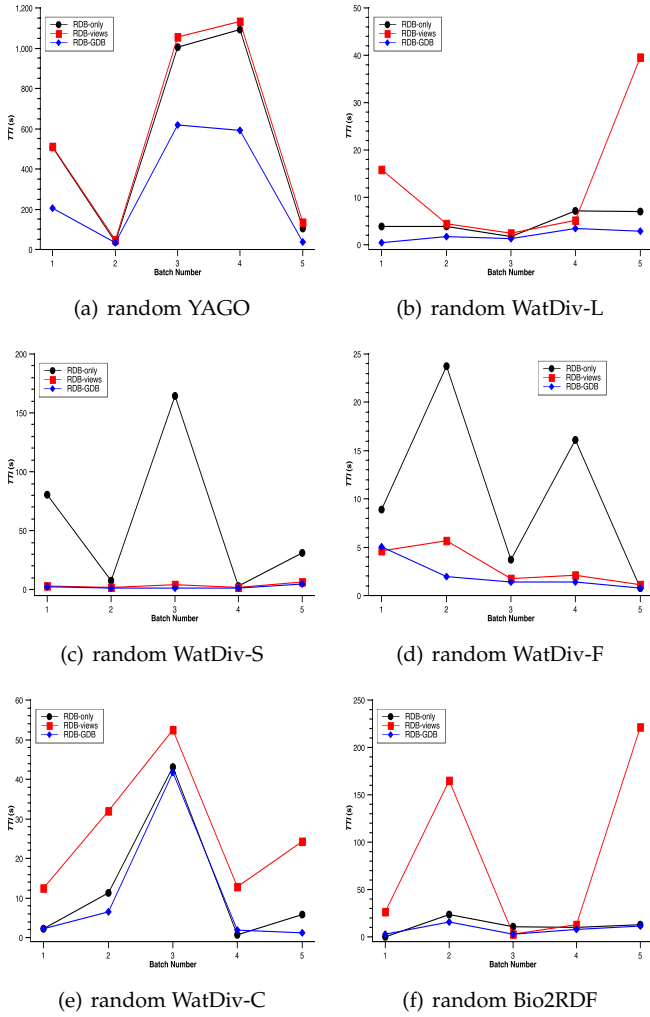 1,200
1,000
800
600
400
200
0
TTI (s)
RDB-only
RDB-views
RDB-GDB
1 2 3 4 5
Batch Number
(a) random YAGO
50
40
30
20
10
0
TTI (s)
RDB-only
RDB-views
RDB-GDB
1 2 3 4 5
Batch Number
(b) random WatDiv-L
200
150
100
50
0
TTI (s)
RDB-only
RDB-views
RDB-GDB
1 2 3 4 5
Batch Number
(c) random WatDiv-S
25
20
15
10
5
0
TTI (s)
RDB-only
RDB-views
RDB-GDB
1 2 3 4 5
Batch Number
(d) random WatDiv-F
60
50
40
30
20
10
0
TTI (s)
RDB-only
RDB-views
RDB-GDB
1 2 3 4 5
Batch Number
(e) random WatDiv-C
250
200
150
100
50
0
TTI (s)
RDB-only
RDB-views
RDB-GDB
1 2 3 4 5
Batch Number
(f) random Bio2RDF